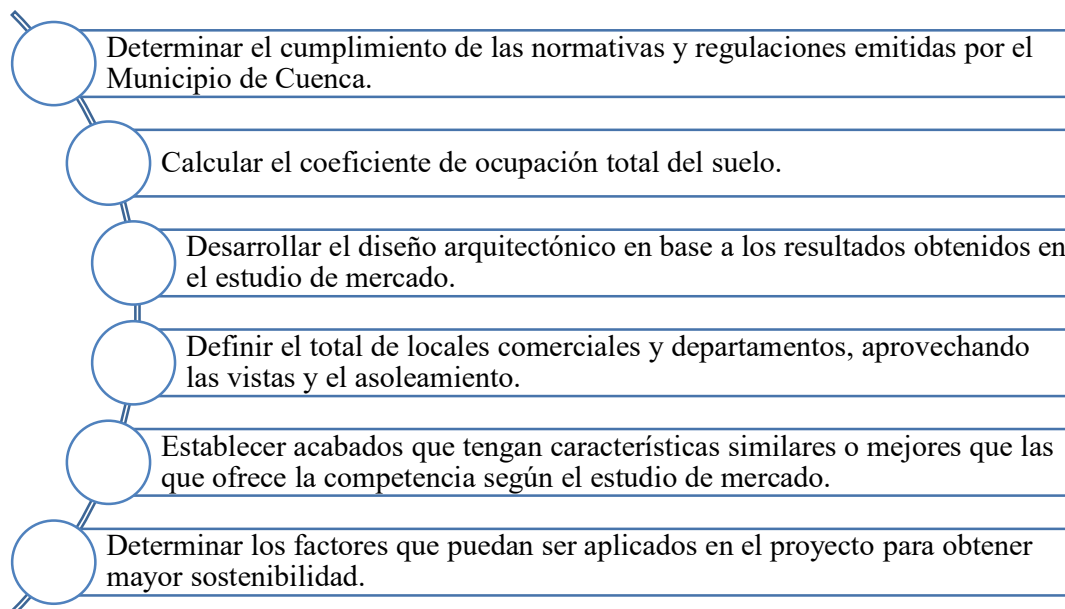 Determinar el cumplimiento de las normativas y regulaciones emitidas por el
Municipio de Cuenca.
Calcular el coeficiente de ocupación total del suelo.
Desarrollar el diseño arquitectónico en base a los resultados obtenidos en
el estudio de mercado.
Definir el total de locales comerciales y departamentos, aprovechando
las vistas y el asoleamiento.
Establecer acabados que tengan características similares o mejores que las
que ofrece la competencia según el estudio de mercado.
Determinar los factores que puedan ser aplicados en el proyecto para obtener
mayor sostenibilidad.